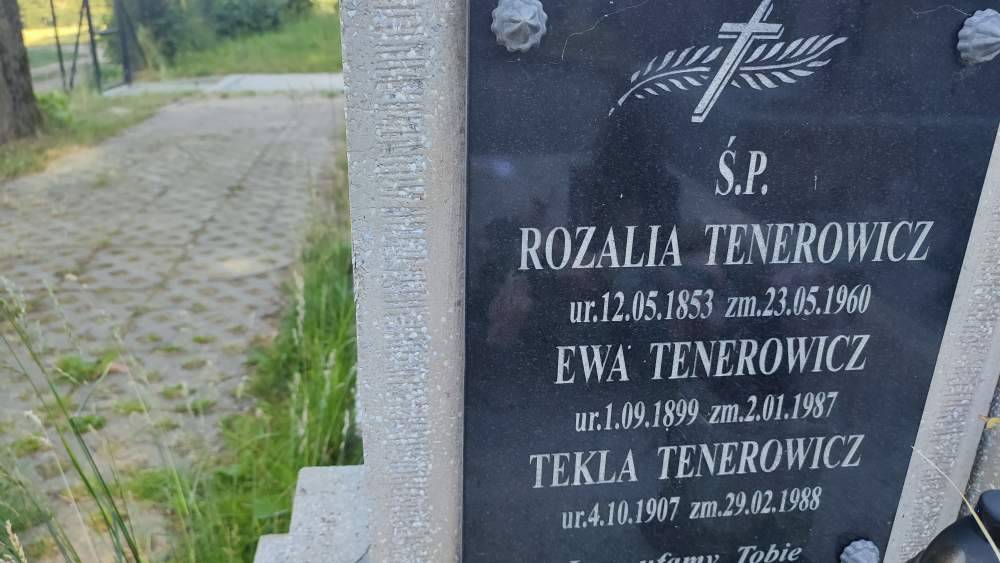 Ś.P.
ROZALIA TENEROWICZ
ur.12.05.1853 zm.23.05.1960
EWA TENEROWICZ
ur.1.09.1899 zm.2.01.1987
TEKLA TENEROWICZ
ur.4.10.1907 zm.29.02.1988
Tobie